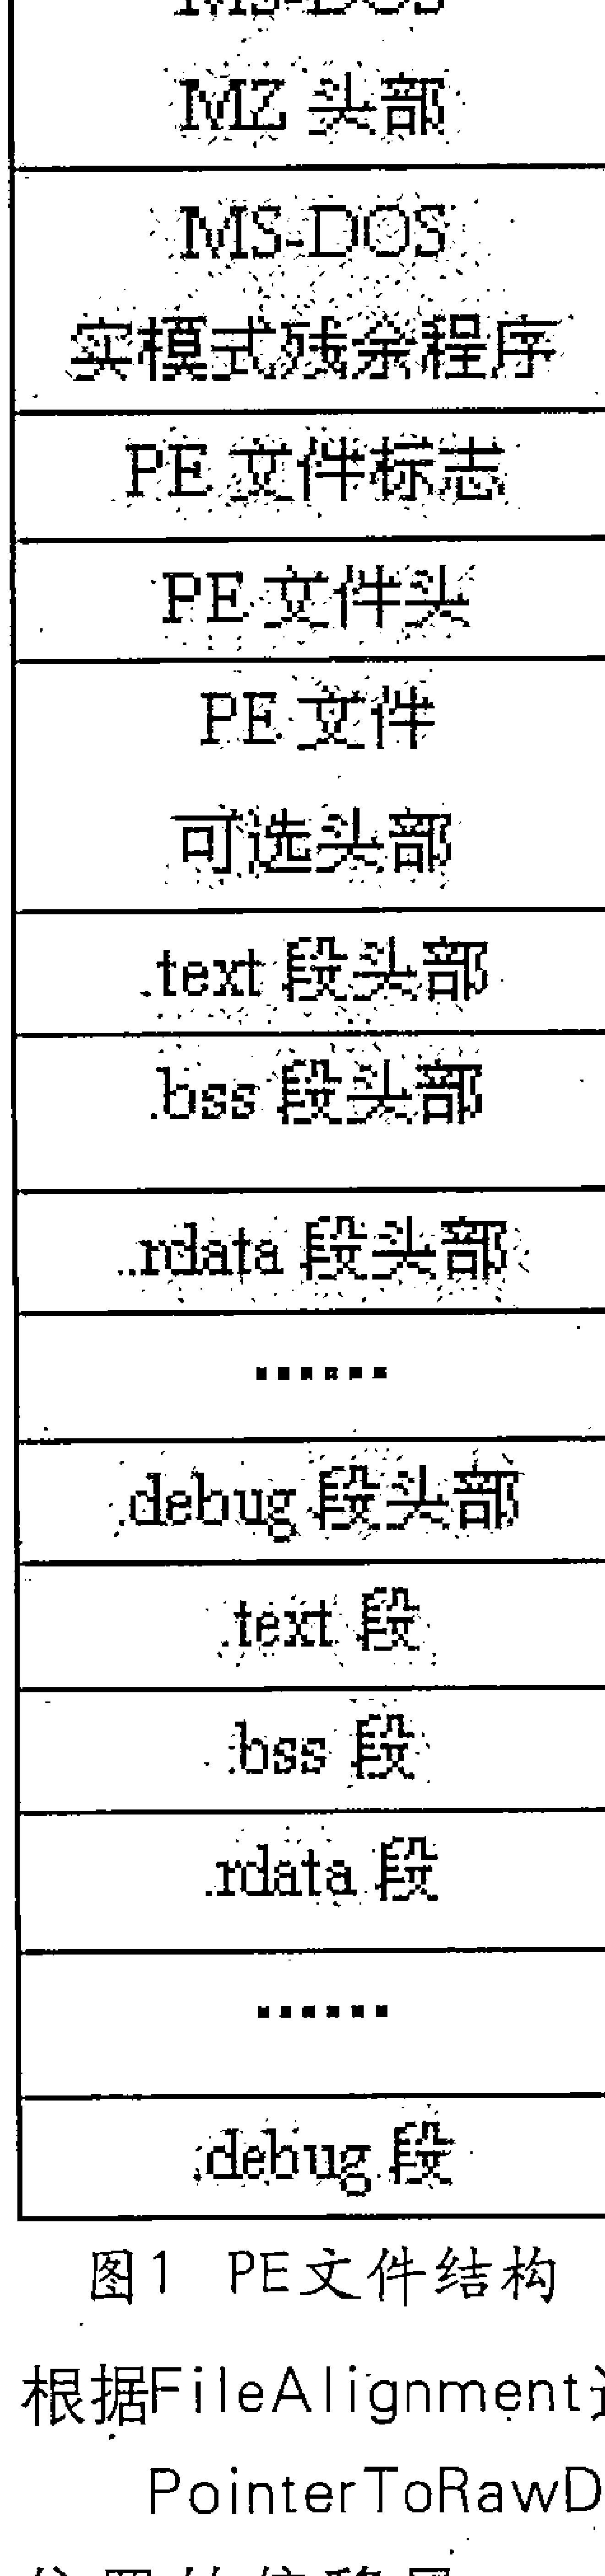 MS-DOS
MZ 头部
MS-DOS
实模式残余程序
PE 文件标志
PE 文件头
PE 文件
可选头部
.text 段头部
.bss 段头部
.rdata 段头部
......
.debug 段头部
.text 段
.bss 段
.rdata 段
......
.debug 段
图1 PE文件结构
根据FileAlignment
PointerToRawD